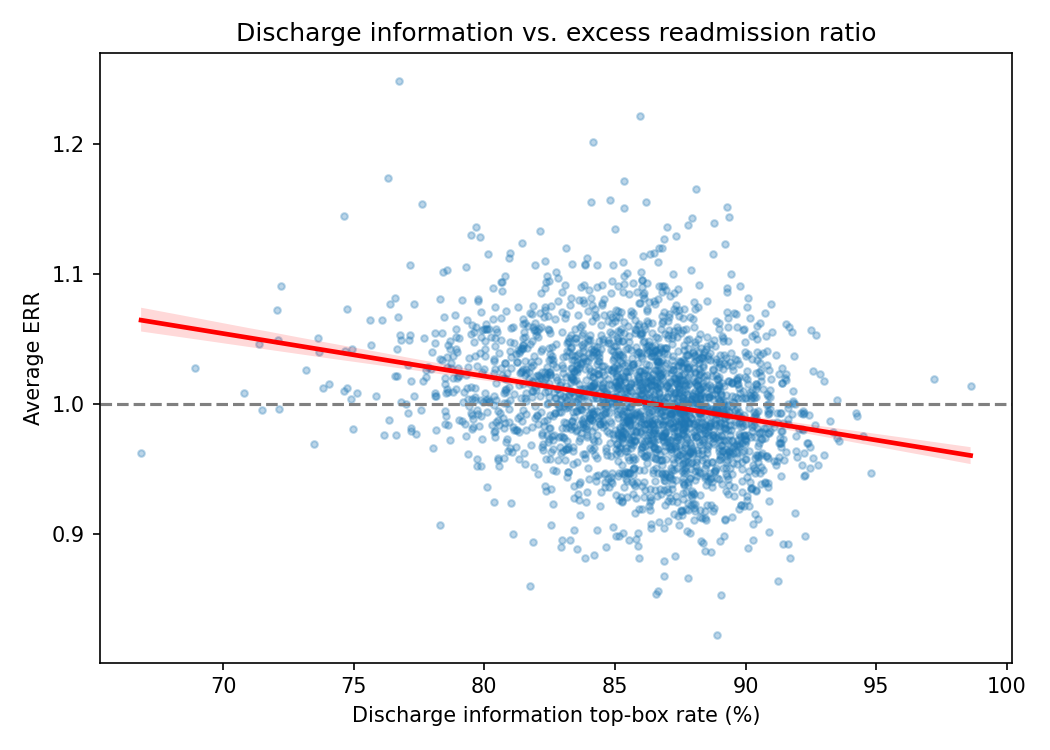 Discharge information vs. excess readmission ratio
Average ERR
1.2
1.1
1.0
0.9
70 75 80 85 90 95 100
Discharge information top-box rate (%)